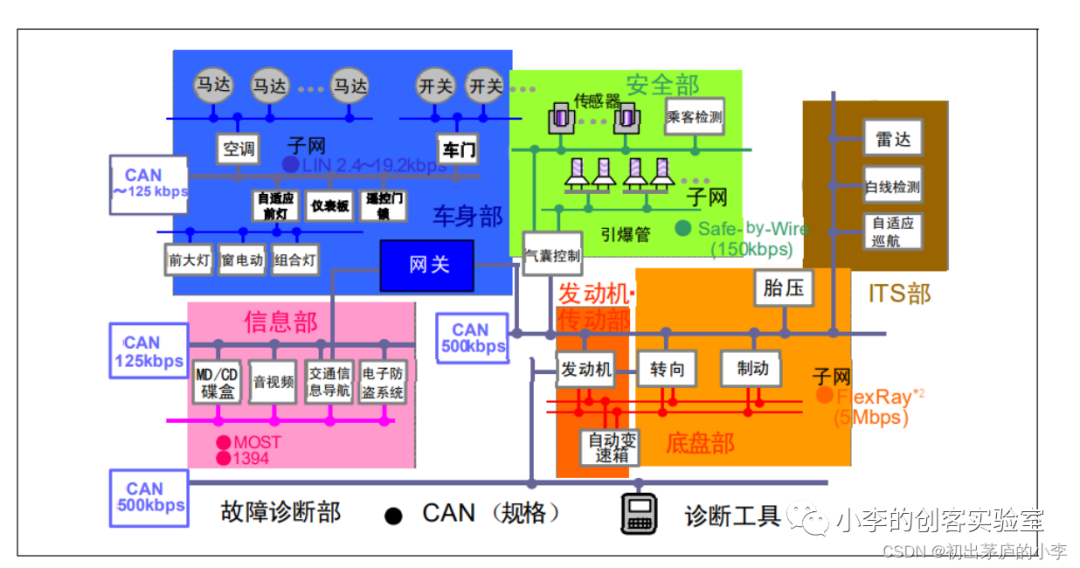 马达
马达
马达
开关
开关
安全部
传感器
乘客检测
雷达
空调
子网
LIN 2.4~19.2kbps
车门
CAN
~125 kbps
自适应
前灯
仪表板
遥控门
锁
车身部
子网
白线检测
Safe-by-Wire
(150kbps)
引爆管
自适应
巡航
前大灯
窗电动
组合灯
网关
气囊控制
发动机·
传动部
胎压
ITS部
信息部
CAN
125kbps
CAN
500kbps
MD/CD
碟盒
音视频
交通信
息导航
电子防
盗系统
发动机
转向
制动
子网
FlexRay*2
(5Mbps)
MOST
1394
自动变
速箱
底盘部
CAN
500kbps
故障诊断部
CAN （规格）
诊断工具
小李的创客实验室
CSDN @初出茅庐的小李